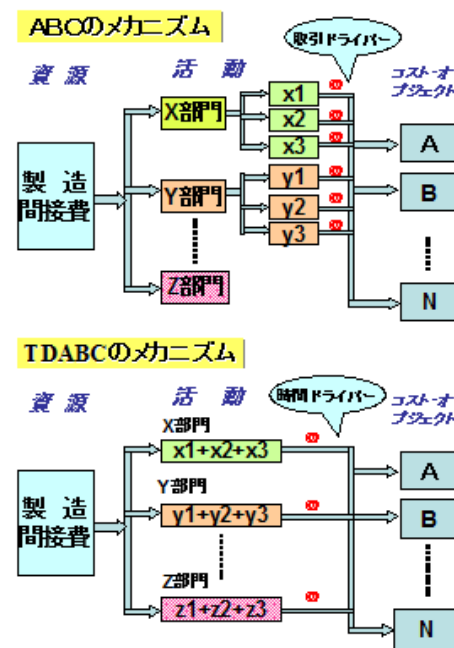 ABCのメカニズム
取引ドライバー
資 源
活 動
コスト・オ
ブジェクト
X部門
x1
x2
x3
製 造
間接費
Y部門
y1
y2
y3
Z部門
A
B
N
TDABCのメカニズム
資 源
活 動
時間ドライバー
コスト・オ
ブジェクト
X部門
x1+x2+x3
Y部門
製 造
間接費
y1+y2+y3
Z部門
z1+z2+z3
A
B
N